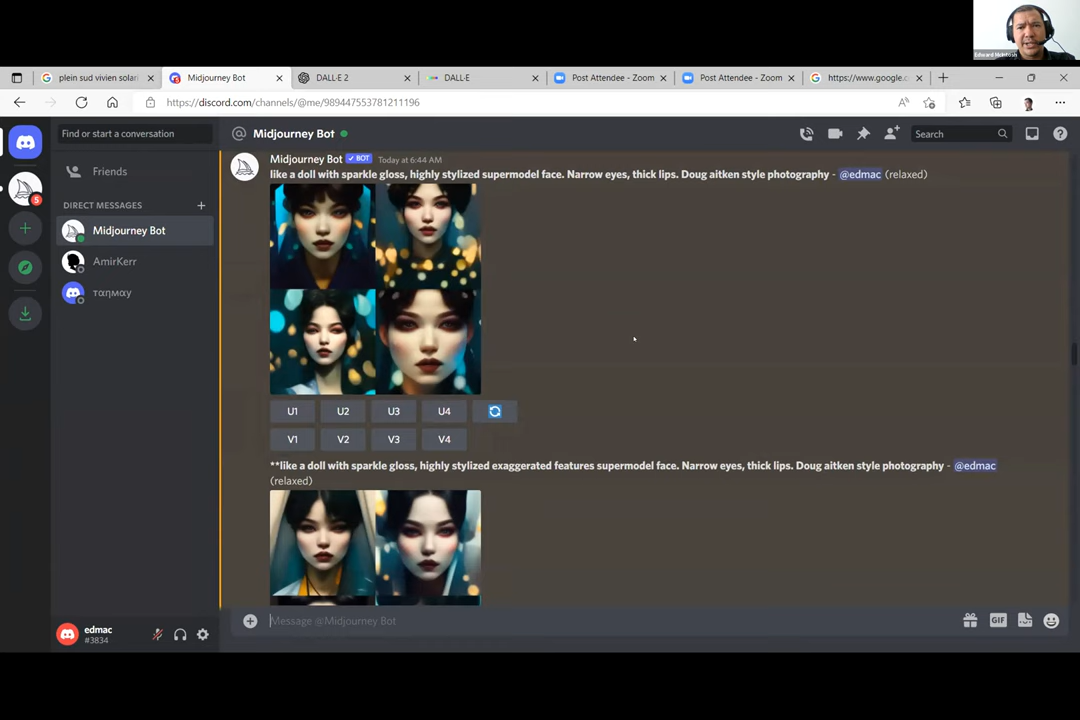 Edward McIntosh
plein sud vivien solari
Midjourney Bot
DALL·E 2
DALL·E
Post Attendee - Zoom
Post Attendee - Zoom
https://www.google.c
https://discord.com/channels/@me/989447553781211196
Find or start a conversation
Midjourney Bot
Search
Friends
DIRECT MESSAGES
Midjourney Bot
AmirKerr
ταημαγ
5
Midjourney Bot ✓ BOT Today at 6:44 AM
like a doll with sparkle gloss, highly stylized supermodel face. Narrow eyes, thick lips. Doug aitken style photography - @edmac (relaxed)
U1 U2 U3 U4
V1 V2 V3 V4
**like a doll with sparkle gloss, highly stylized exaggerated features supermodel face. Narrow eyes, thick lips. Doug aitken style photography - @edmac
(relaxed)
edmac
#3834
Message @Midjourney Bot
GIF